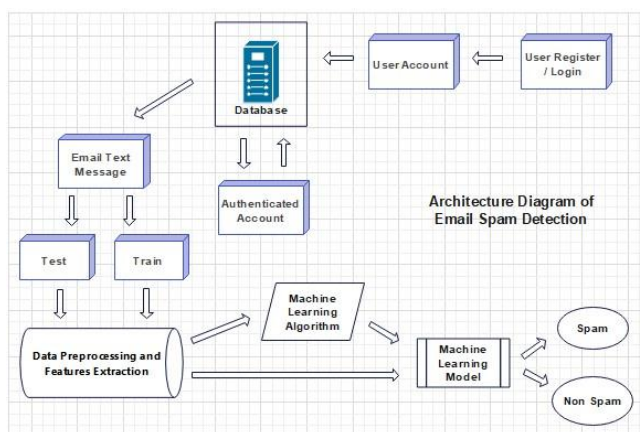 User Register
/ Login
User Account
Database
Email Text
Message
Authenticated
Account
Architecture Diagram of
Email Spam Detection
Test
Train
Machine
Learning
Algorithm
Data Preprocessing and
Features Extraction
Machine
Learning
Model
Spam
Non Spam